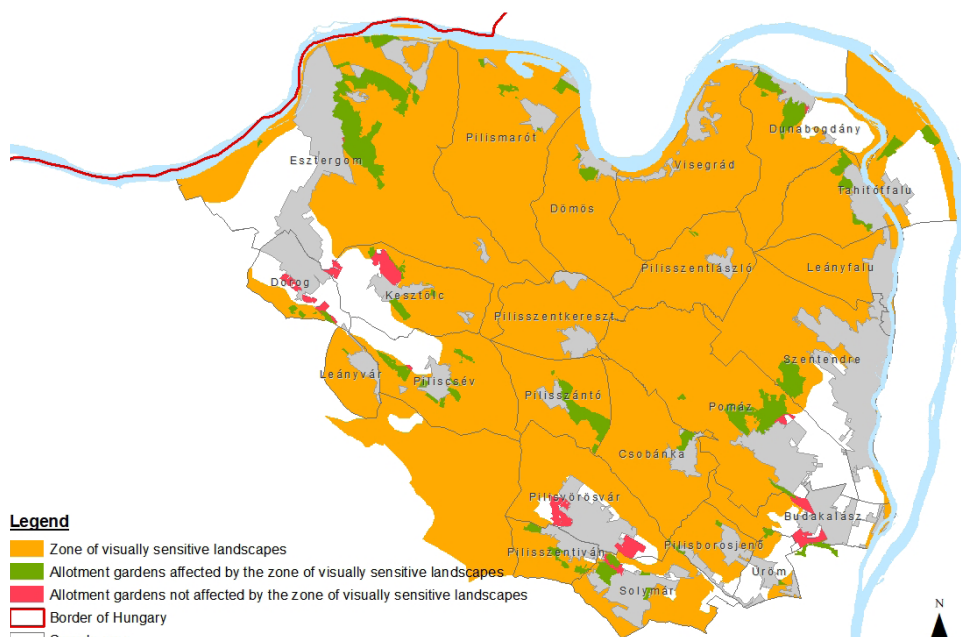 Dunabogdány
Pilismarót
Esztergom
Visegrád
Tahitótfalu
Dömös
Pilisszentlászló
Leányfalu
Dorog
Kesztölc
Pilisszentkereszt
Szentendre
Leányvár
Piliscsév
Pilisszántó
Pomáz
Csobánka
Pilisvörösvár
Budakalász
Pilisszentiván
Pilisborosjenő
Üröm
Solymár
Legend
Zone of visually sensitive landscapes
Allotment gardens affected by the zone of visually sensitive landscapes
Allotment gardens not affected by the zone of visually sensitive landscapes
Border of Hungary
N